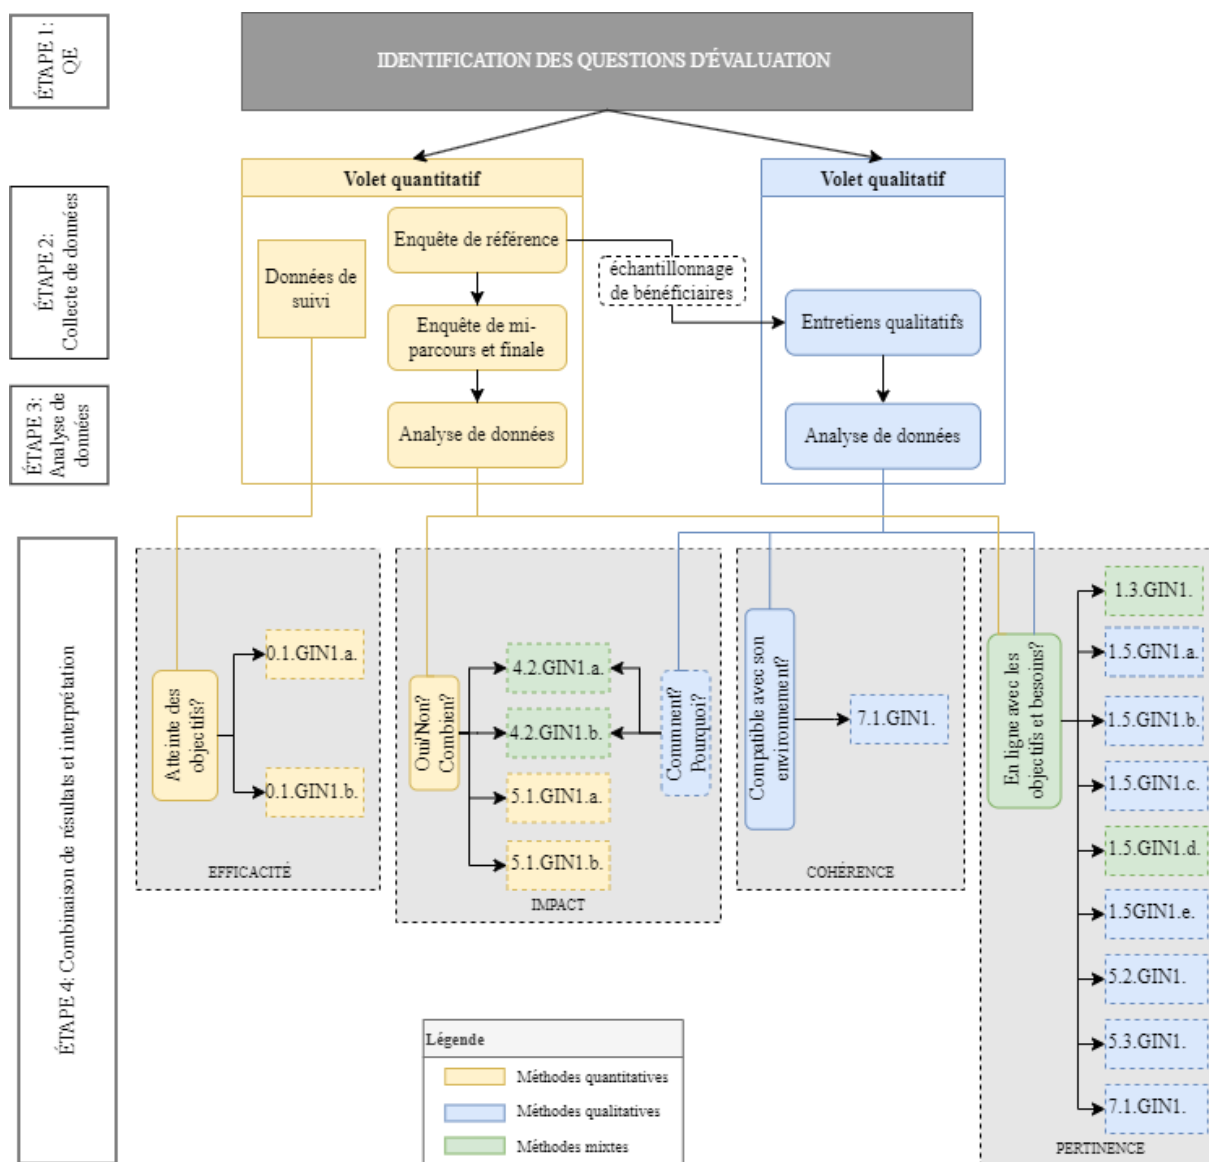 ÉTAPE 1:
QE
IDENTIFICATION DES QUESTIONS D'ÉVALUATION
ÉTAPE 2:
Collecte de données
Volet quantitatif
Volet qualitatif
Données de
suivi
Enquête de référence
échantillonnage
de bénéficiaires
Enquête de mi-
parcours et finale
Entretiens qualitatifs
ÉTAPE 3:
Analyse de
données
Analyse de données
Analyse de données
ÉTAPE 4: Combinaison de résultats et interprétation
Atteinte des
objectifs?
0.1.GIN1.a.
0.1.GIN1.b.
EFFICACITÉ
Oui/Non?
Combien?
4.2.GIN1.a.
4.2.GIN1.b.
5.1.GIN1.a.
5.1.GIN1.b.
Comment?
Pourquoi?
IMPACT
Compatible avec son
environnement?
7.1.GIN1.
COHÉRENCE
En ligne avec les
objectifs et besoins?
1.3.GIN1.
1.5.GIN1.a.
1.5.GIN1.b.
1.5.GIN1.c.
1.5.GIN1.d.
1.5GIN1.e.
5.2.GIN1.
5.3.GIN1.
7.1.GIN1.
PERTINENCE
Légende
Méthodes quantitatives
Méthodes qualitatives
Méthodes mixtes